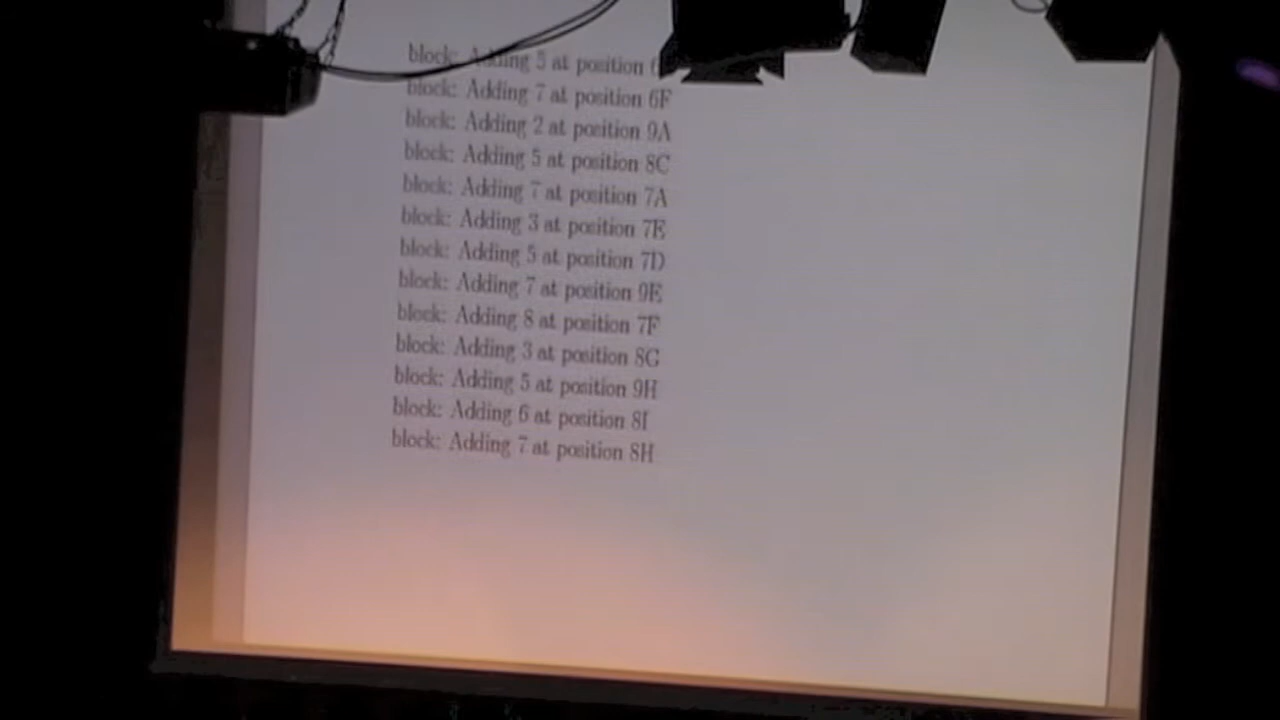 block: Adding 5 at position
block: Adding 7 at position 6F
block: Adding 2 at position 9A
block: Adding 5 at position 8C
block: Adding 7 at position 7A
block: Adding 3 at position 7E
block: Adding 5 at position 7D
block: Adding 7 at position 9E
block: Adding 8 at position 7F
block: Adding 3 at position 8G
block: Adding 5 at position 9H
block: Adding 6 at position 8I
block: Adding 7 at position 8H